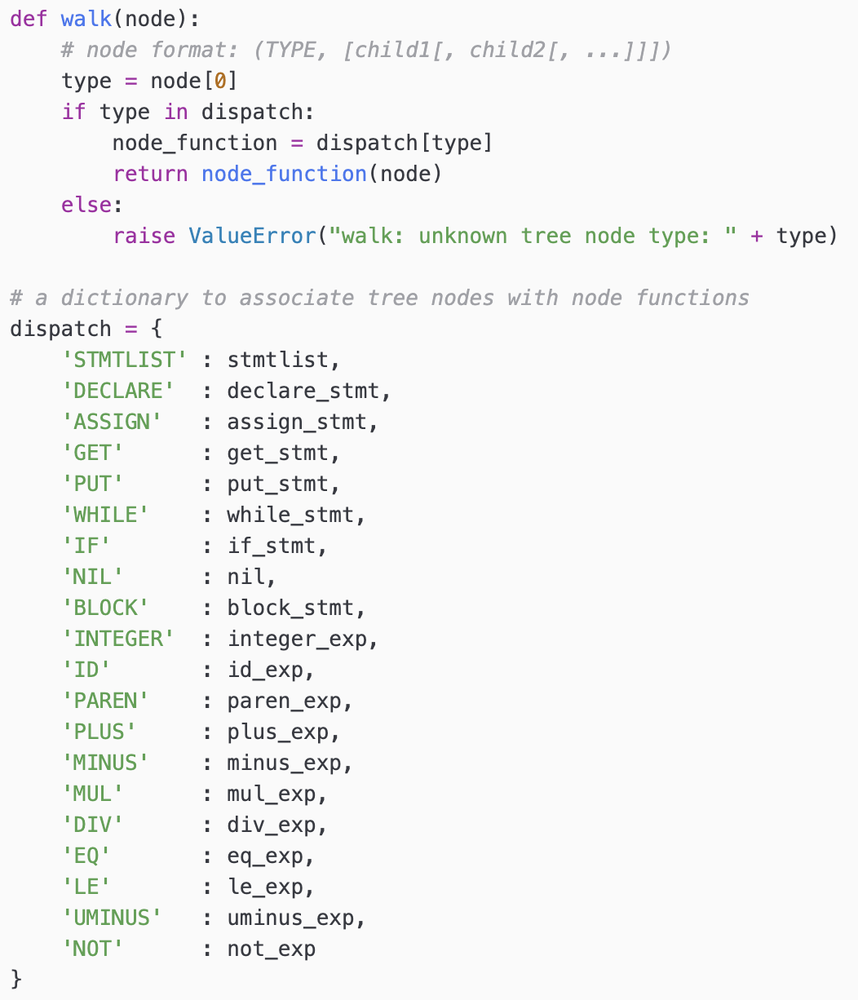 def walk(node):
    # node format: (TYPE, [child1[, child2[, ...]]])
    type = node[0]
    if type in dispatch:
        node_function = dispatch[type]
        return node_function(node)
    else:
        raise ValueError("walk: unknown tree node type: " + type)

# a dictionary to associate tree nodes with node functions
dispatch = {
    'STMTLIST' : stmtlist,
    'DECLARE'  : declare_stmt,
    'ASSIGN'   : assign_stmt,
    'GET'      : get_stmt,
    'PUT'      : put_stmt,
    'WHILE'    : while_stmt,
    'IF'       : if_stmt,
    'NIL'      : nil,
    'BLOCK'    : block_stmt,
    'INTEGER'  : integer_exp,
    'ID'       : id_exp,
    'PAREN'    : paren_exp,
    'PLUS'     : plus_exp,
    'MINUS'    : minus_exp,
    'MUL'      : mul_exp,
    'DIV'      : div_exp,
    'EQ'       : eq_exp,
    'LE'       : le_exp,
    'UMINUS'   : uminus_exp,
    'NOT'      : not_exp
}